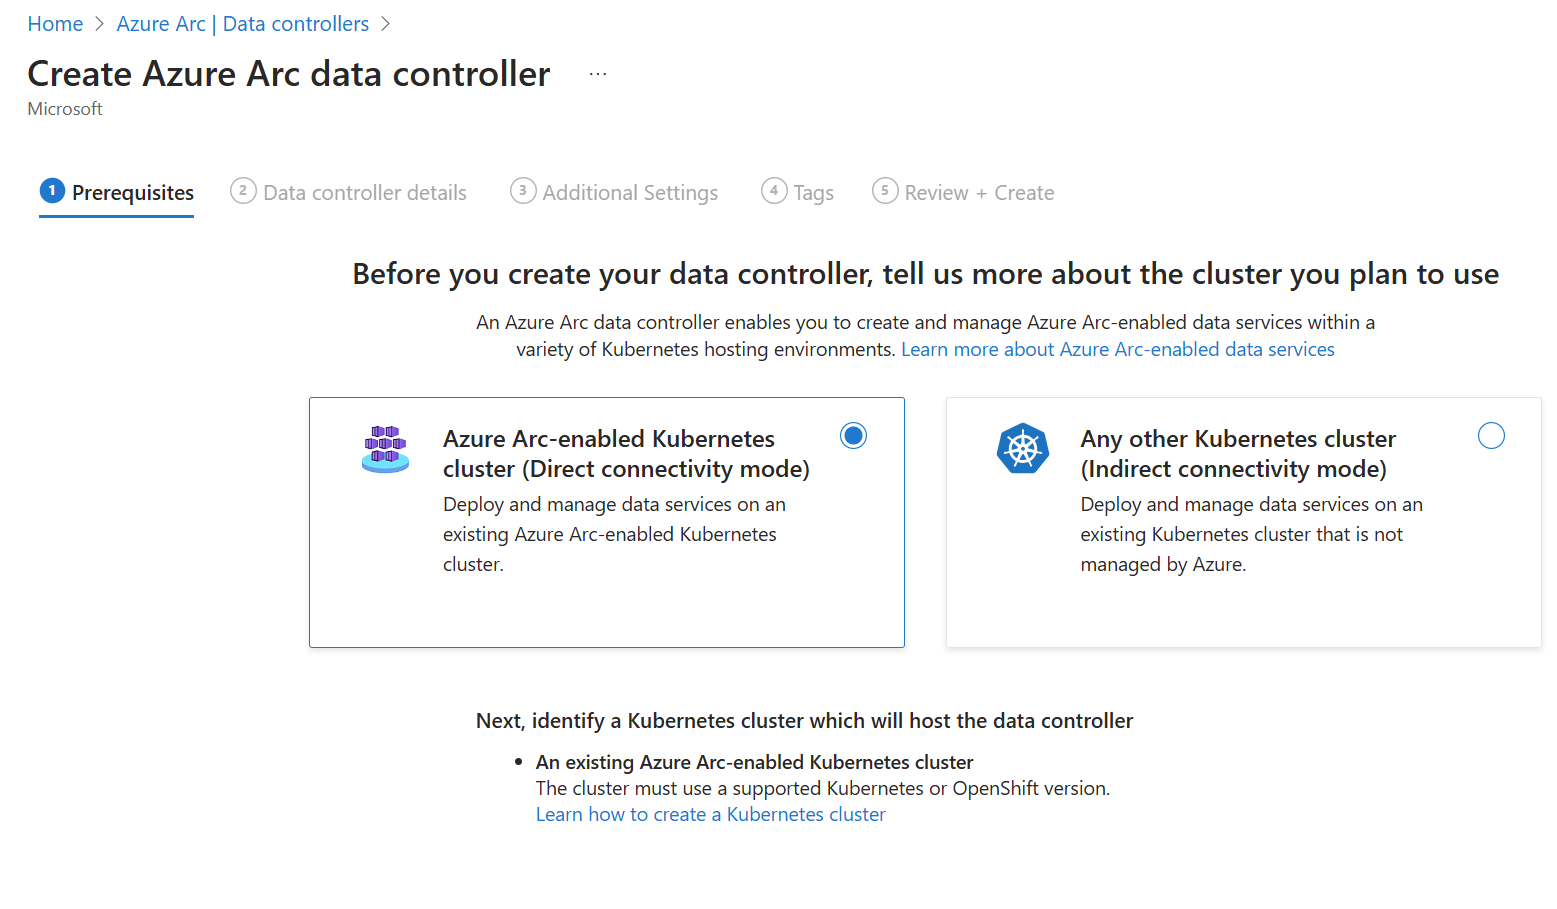 Home > Azure Arc | Data controllers >
Create Azure Arc data controller ...
Microsoft
1 Prerequisites 2 Data controller details 3 Additional Settings 4 Tags 5 Review + Create
Before you create your data controller, tell us more about the cluster you plan to use
An Azure Arc data controller enables you to create and manage Azure Arc-enabled data services within a
variety of Kubernetes hosting environments. Learn more about Azure Arc-enabled data services
Azure Arc-enabled Kubernetes
cluster (Direct connectivity mode)
Deploy and manage data services on an
existing Azure Arc-enabled Kubernetes
cluster.
Any other Kubernetes cluster
(Indirect connectivity mode)
Deploy and manage data services on an
existing Kubernetes cluster that is not
managed by Azure.
Next, identify a Kubernetes cluster which will host the data controller
• An existing Azure Arc-enabled Kubernetes cluster
The cluster must use a supported Kubernetes or OpenShift version.
Learn how to create a Kubernetes cluster